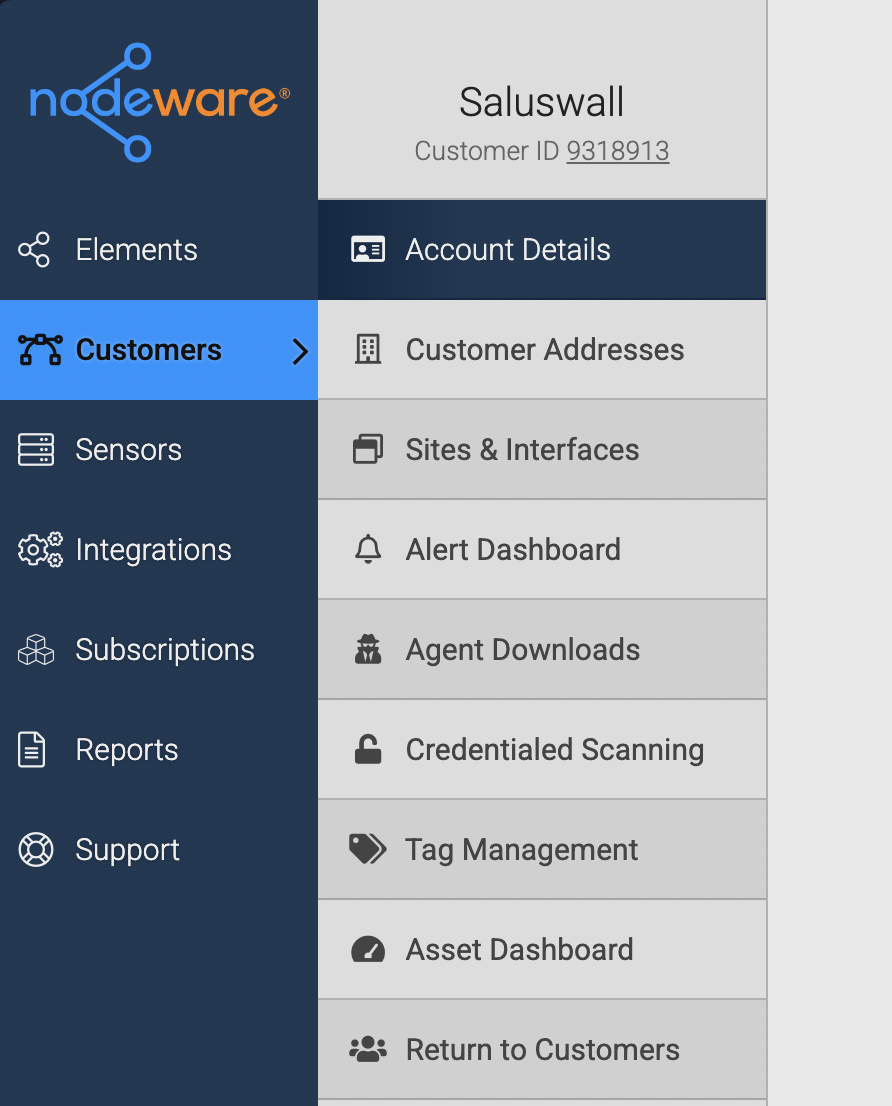 nodeware®
Elements
Customers
Sensors
Integrations
Subscriptions
Reports
Support
Saluswall
Customer ID 9318913
Account Details
Customer Addresses
Sites & Interfaces
Alert Dashboard
Agent Downloads
Credentialed Scanning
Tag Management
Asset Dashboard
Return to Customers